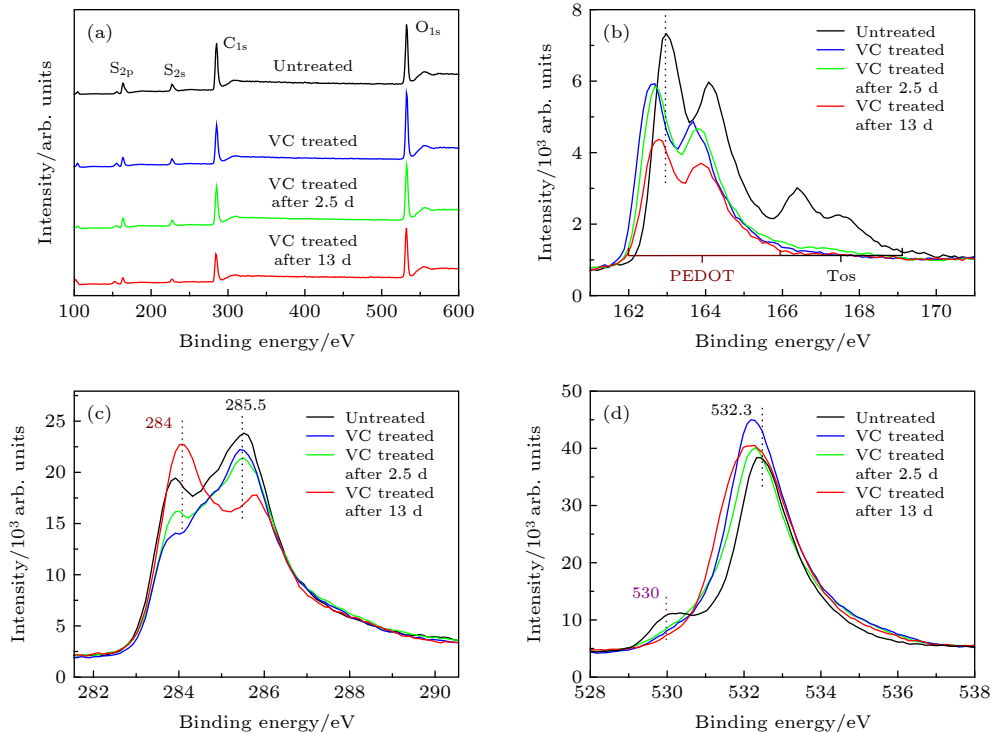 (a)
S2p
S2s
C1s
O1s
Untreated
VC treated
VC treated
after 2.5 d
VC treated
after 13 d
Intensity/arb. units
100 200 300 400 500 600
Binding energy/eV
(b)
Untreated
VC treated
VC treated
after 2.5 d
VC treated
after 13 d
PEDOT
Tos
Intensity/10³ arb. units
8
6
4
2
0
162 164 166 168 170
Binding energy/eV
(c)
284
285.5
Untreated
VC treated
VC treated
after 2.5 d
VC treated
after 13 d
Intensity/10³ arb. units
25
20
15
10
5
0
282 284 286 288 290
Binding energy/eV
(d)
532.3
530
Untreated
VC treated
VC treated
after 2.5 d
VC treated
after 13 d
Intensity/10³ arb. units
50
40
30
20
10
0
528 530 532 534 536 538
Binding energy/eV